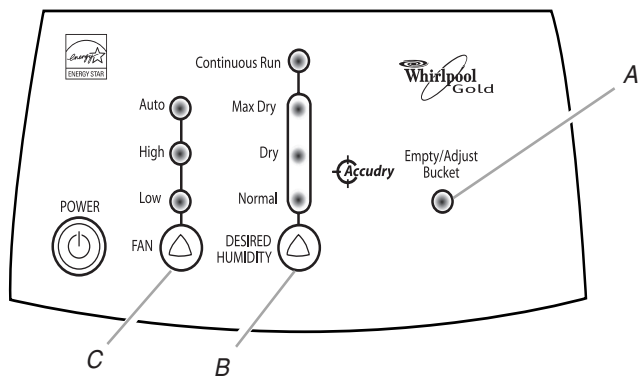 energy
ENERGY STAR
Continuous Run
Whirlpool
Gold
A
Auto
Max Dry
High
Dry
Accudry
Empty/Adjust
Bucket
Low
Normal
POWER
FAN
DESIRED
HUMIDITY
C
B